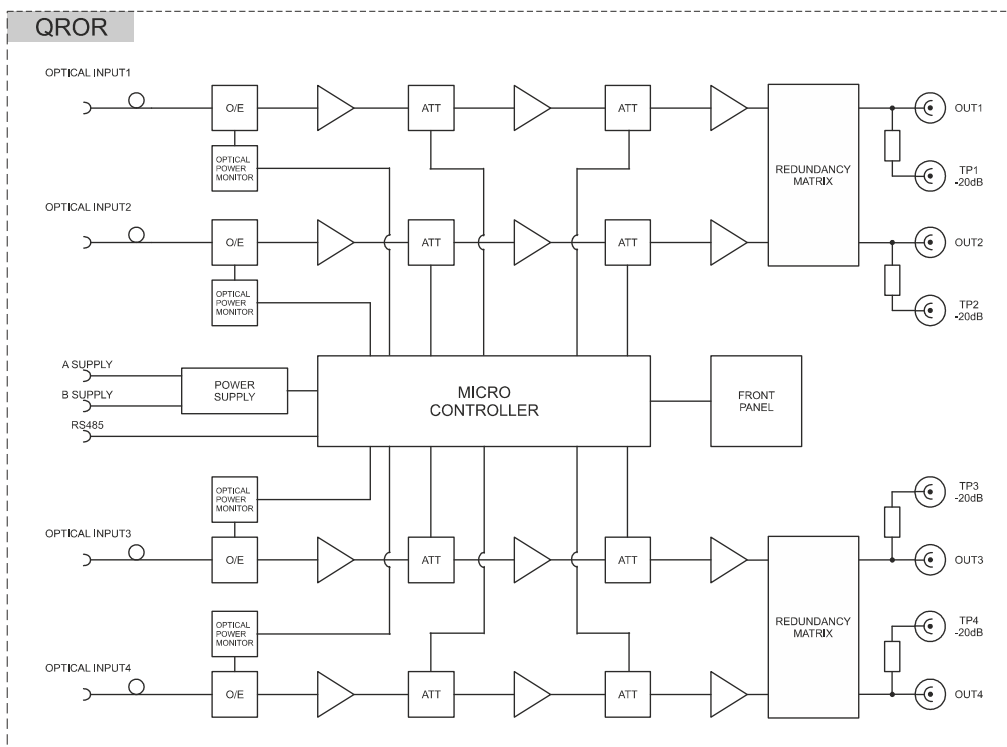 QROR
OPTICAL INPUT1
O/E
ATT
ATT
OUT1
OPTICAL
POWER
MONITOR
REDUNDANCY
MATRIX
TP1
-20dB
OPTICAL INPUT2
O/E
ATT
ATT
OUT2
OPTICAL
POWER
MONITOR
TP2
-20dB
A SUPPLY
B SUPPLY
RS485
POWER
SUPPLY
MICRO
CONTROLLER
FRONT
PANEL
OPTICAL
POWER
MONITOR
TP3
-20dB
OPTICAL INPUT3
O/E
ATT
ATT
OUT3
OPTICAL
POWER
MONITOR
REDUNDANCY
MATRIX
TP4
-20dB
OPTICAL INPUT4
O/E
ATT
ATT
OUT4